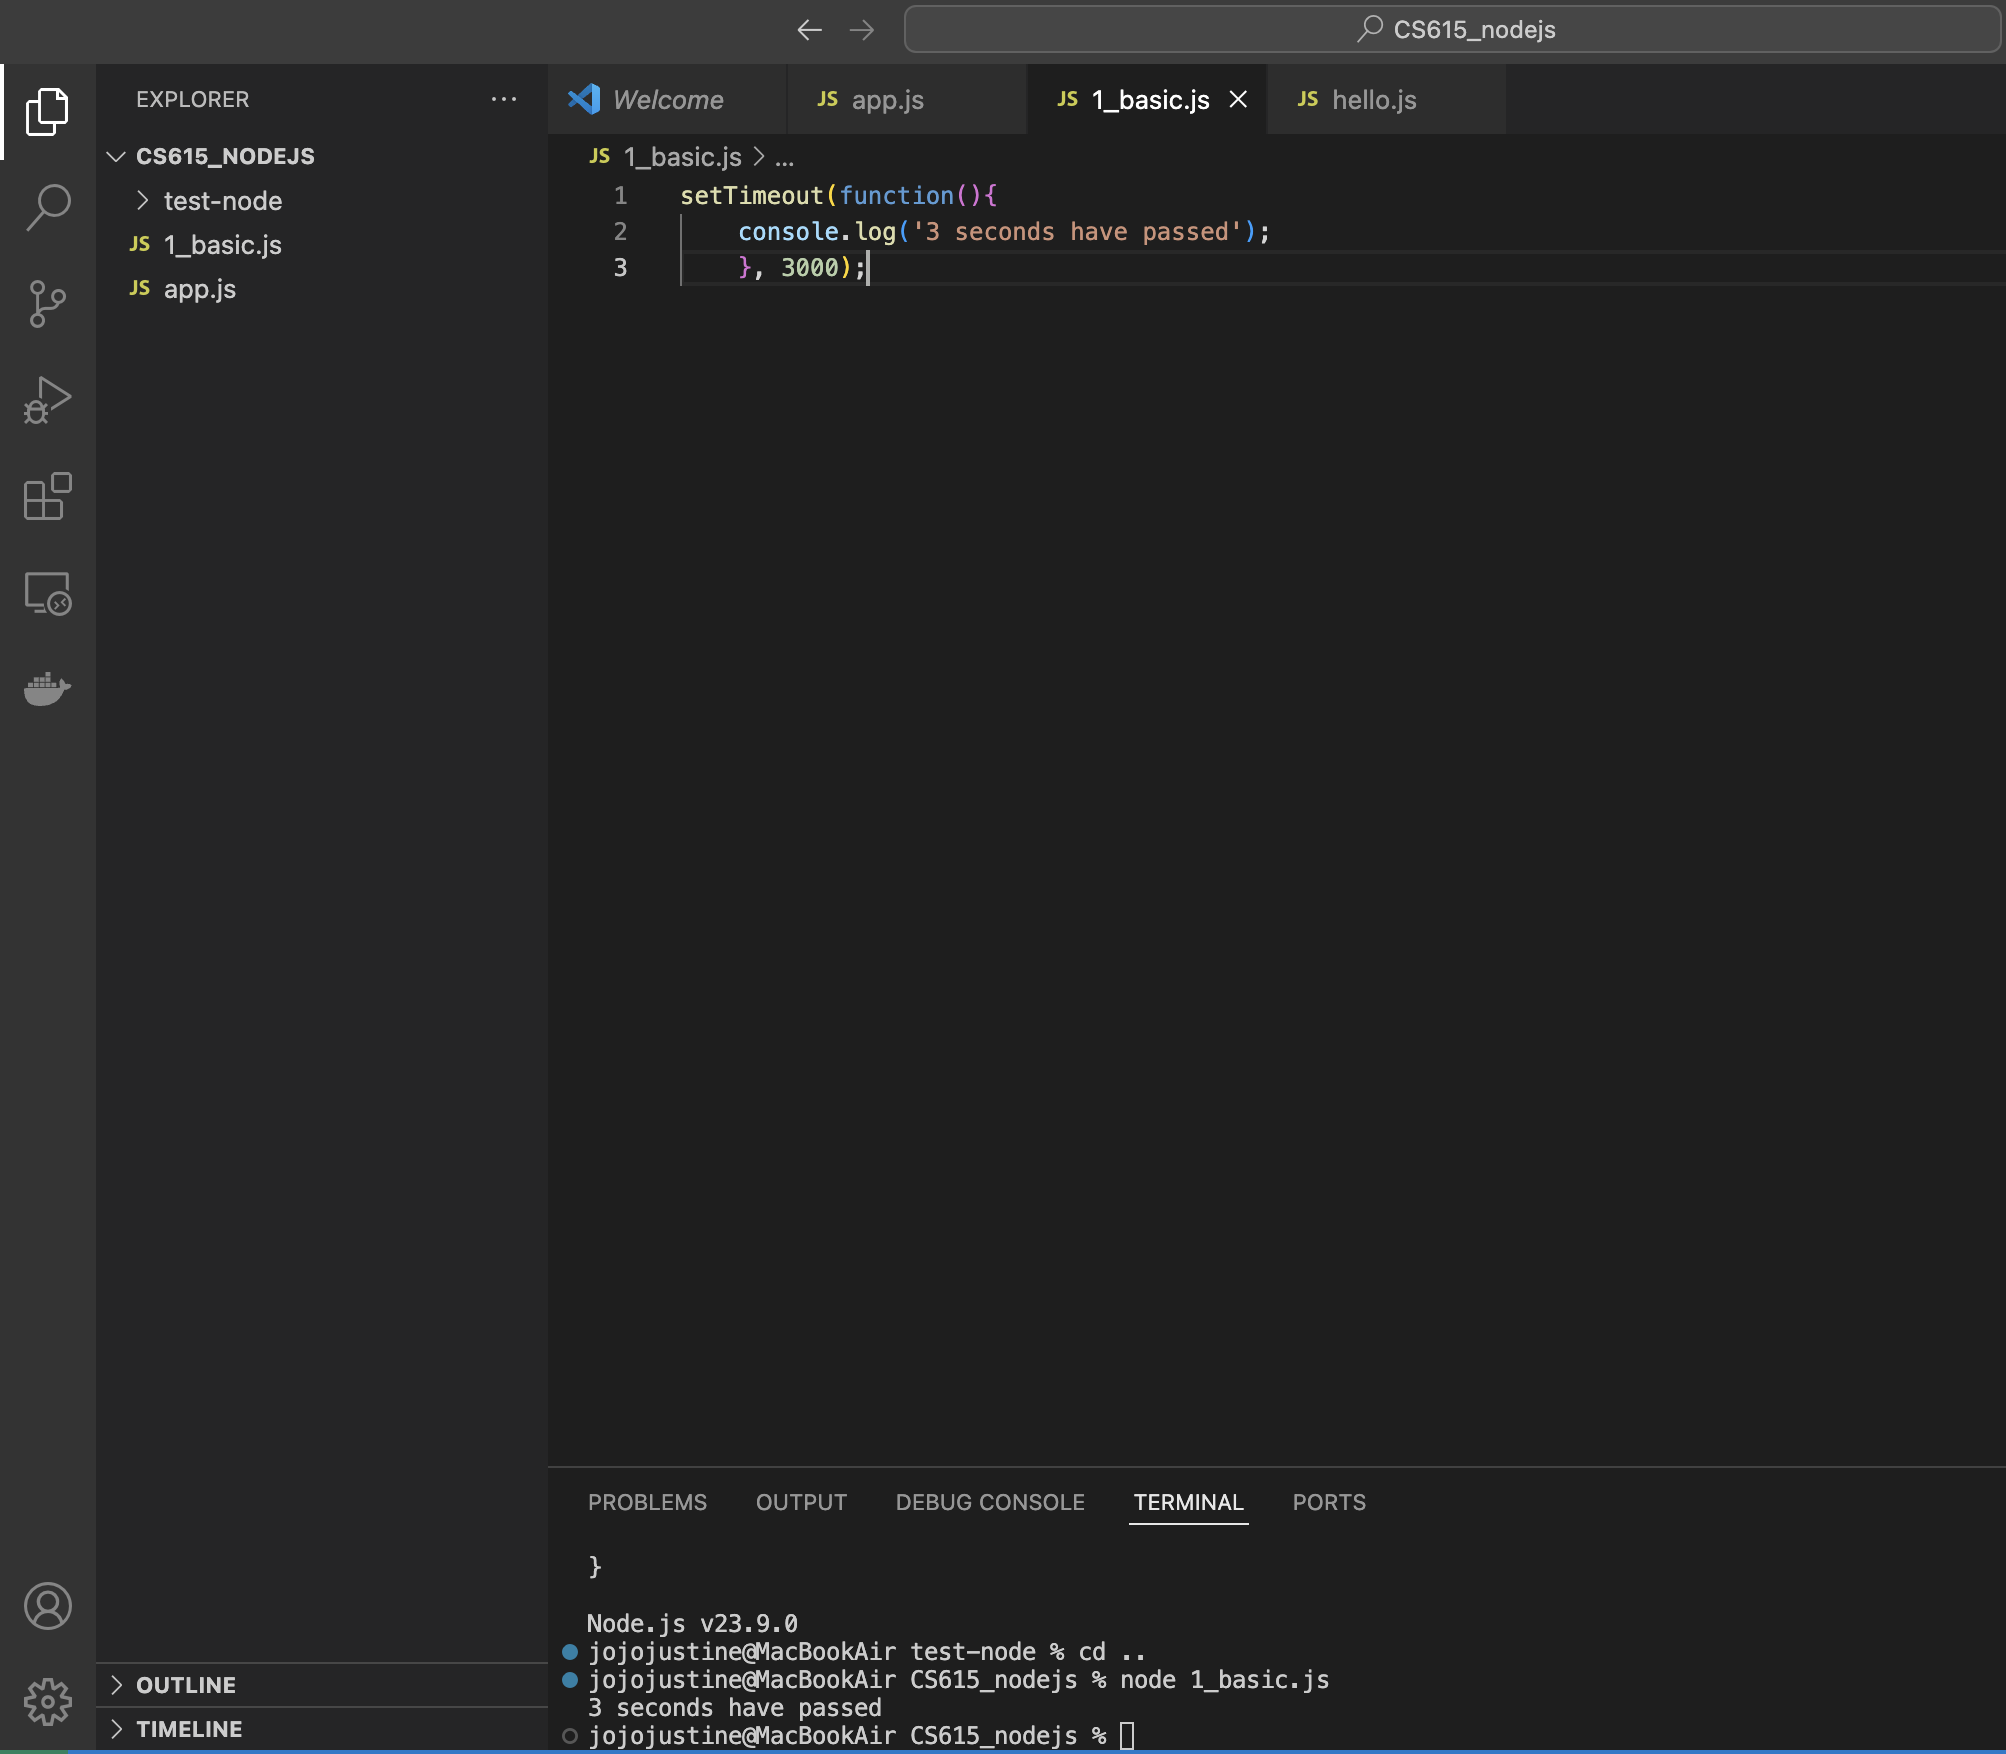 CS615_nodejs
EXPLORER
Welcome
JS app.js
JS 1_basic.js
JS hello.js
CS615_NODEJS
test-node
JS 1_basic.js
JS app.js
JS 1_basic.js > ...
1 setTimeout(function(){
2 console.log('3 seconds have passed');
3 }, 3000);
PROBLEMS OUTPUT DEBUG CONSOLE TERMINAL PORTS
}
Node.js v23.9.0
jojojustine@MacBookAir test-node % cd ..
jojojustine@MacBookAir CS615_nodejs % node 1_basic.js
3 seconds have passed
jojojustine@MacBookAir CS615_nodejs %
OUTLINE
TIMELINE